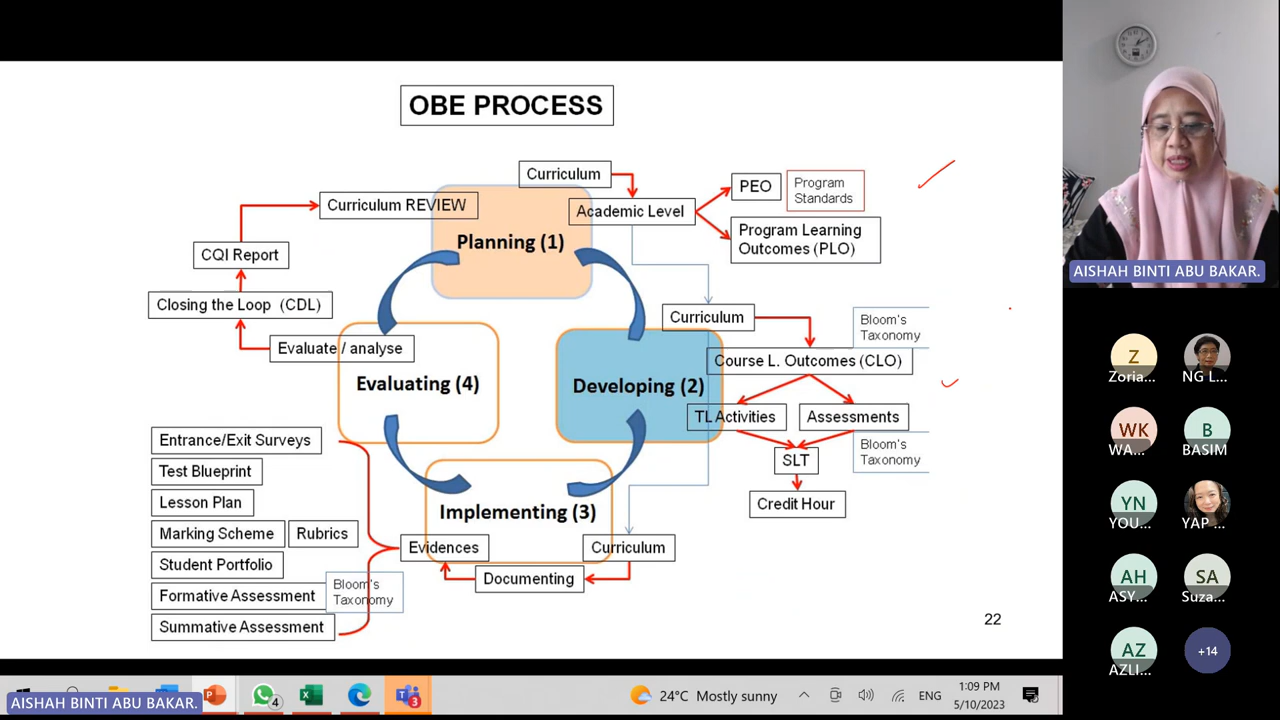 OBE PROCESS
Curriculum
PEO
Program
Standards
Curriculum REVIEW
Academic Level
Program Learning
Outcomes (PLO)
Planning (1)
CQI Report
Closing the Loop (CDL)
Curriculum
Bloom's
Taxonomy
Evaluate / analyse
Course L. Outcomes (CLO)
Evaluating (4)
Developing (2)
TL Activities
Assessments
Entrance/Exit Surveys
Bloom's
Taxonomy
SLT
Test Blueprint
Lesson Plan
Credit Hour
Implementing (3)
Marking Scheme
Rubrics
Evidences
Curriculum
Student Portfolio
Documenting
Formative Assessment
Bloom's
Taxonomy
Summative Assessment
22
AISHAH BINTI ABU BAKAR.
Z
Zoria...
NG L...
WK
WA...
B
BASIM
YN
YOU...
YAP ...
AH
ASY...
SA
Suza...
AZ
AZLI...
+14
AISHAH BINTI ABU BAKAR.
4
3
24°C Mostly sunny
ENG
1:09 PM
5/10/2023